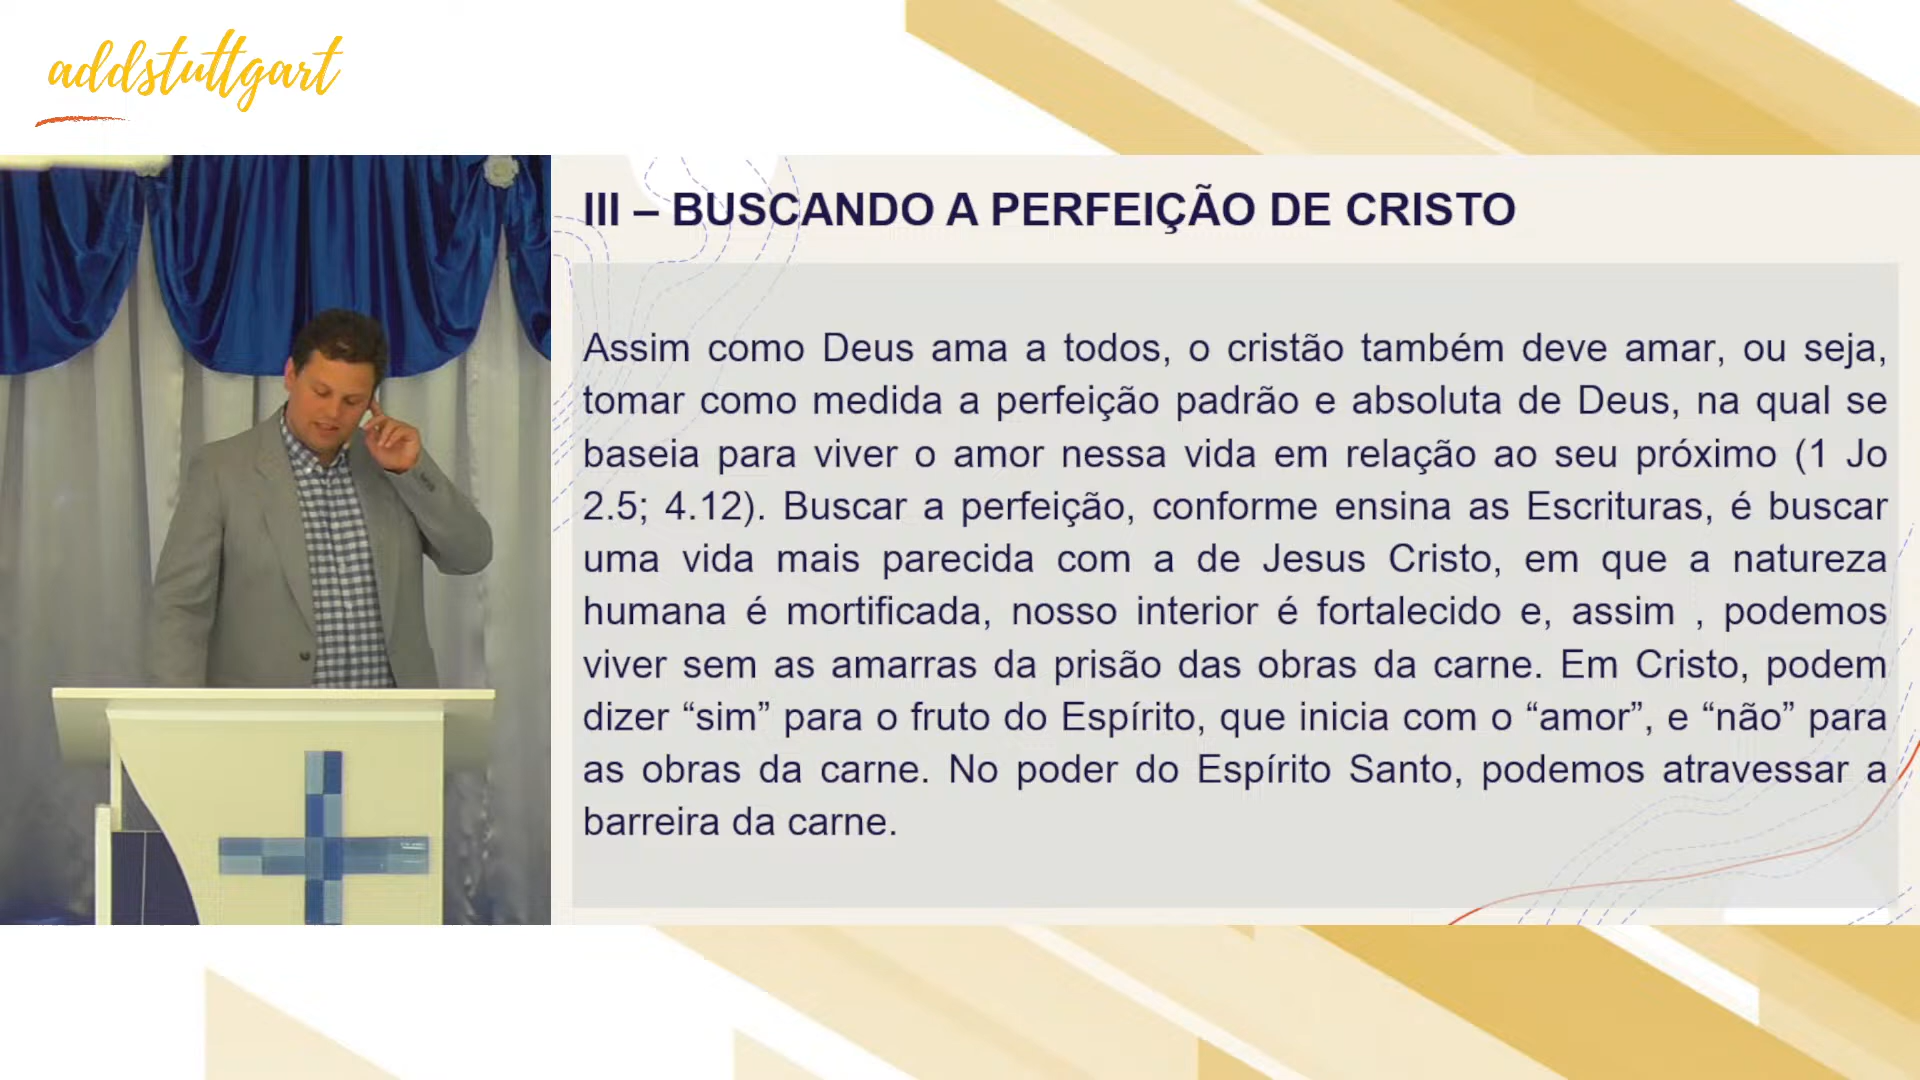 addstuttgart
III – BUSCANDO A PERFEIÇÃO DE CRISTO
Assim como Deus ama a todos, o cristão também deve amar, ou seja,
tomar como medida a perfeição padrão e absoluta de Deus, na qual se
baseia para viver o amor nessa vida em relação ao seu próximo (1 Jo
2.5; 4.12). Buscar a perfeição, conforme ensina as Escrituras, é buscar
uma vida mais parecida com a de Jesus Cristo, em que a natureza
humana é mortificada, nosso interior é fortalecido e, assim , podemos
viver sem as amarras da prisão das obras da carne. Em Cristo, podem
dizer “sim” para o fruto do Espírito, que inicia com o “amor”, e “não” para
as obras da carne. No poder do Espírito Santo, podemos atravessar a
barreira da carne.